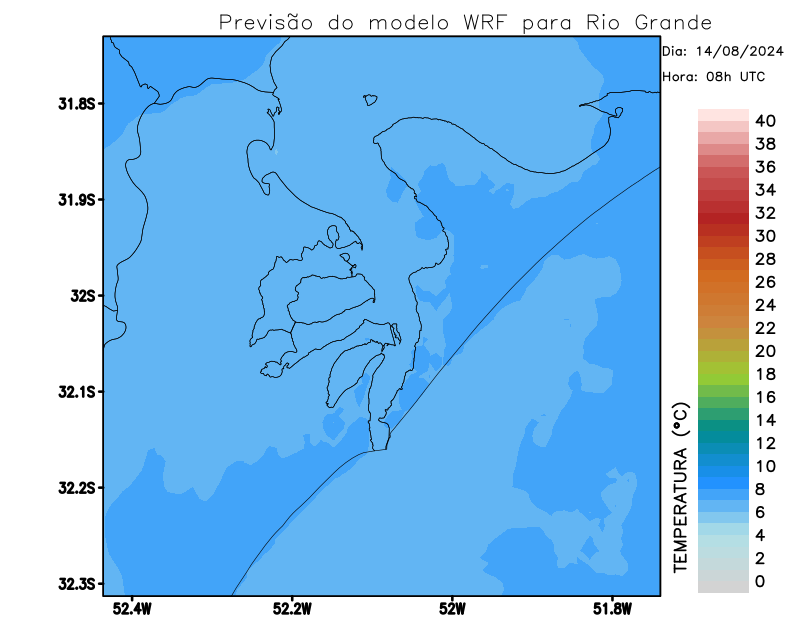 Previsão do modelo WRF para Rio Grande
Dia: 14/08/2024
Hora: 08h UTC
31.8S
31.9S
32S
32.1S
32.2S
32.3S
52.4W
52.2W
52W
51.8W
TEMPERATURA (°C)
40
38
36
34
32
30
28
26
24
22
20
18
16
14
12
10
8
6
4
2
0